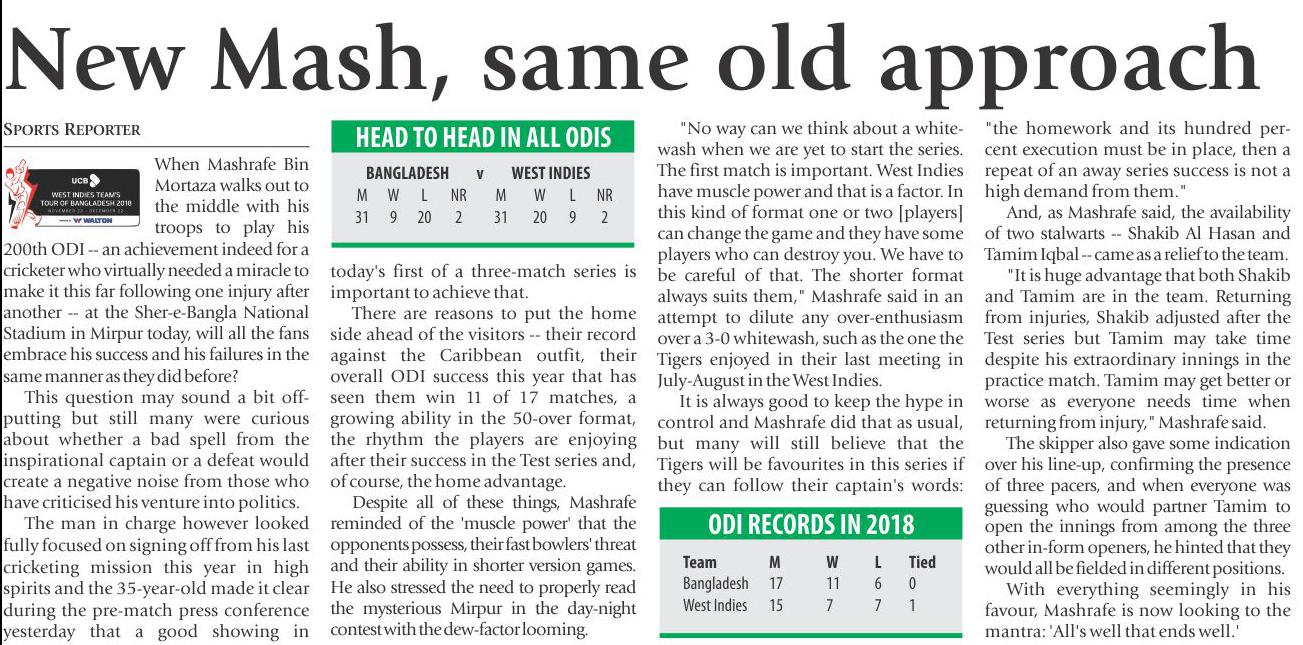 New Mash, same old approach
SPORTS REPORTER
UCB
WEST INDIES TEAM'S
TOUR OF BANGLADESH 2018
NOVEMBER 22 - DECEMBER 22
WALTON
When Mashrafe Bin
Mortaza walks out to
the middle with his
troops to play his
200th ODI -- an achievement indeed for a
cricketer who virtually needed a miracle to
make it this far following one injury after
another -- at the Sher-e-Bangla National
Stadium in Mirpur today, will all the fans
embrace his success and his failures in the
same manner as they did before?
This question may sound a bit off-
putting but still many were curious
about whether a bad spell from the
inspirational captain or a defeat would
create a negative noise from those who
have criticised his venture into politics.
The man in charge however looked
fully focused on signing off from his last
cricketing mission this year in high
spirits and the 35-year-old made it clear
during the pre-match press conference
yesterday that a good showing in
HEAD TO HEAD IN ALL ODIS
BANGLADESH v WEST INDIES
M W L NR M W L NR
31 9 20 2 31 20 9 2
today's first of a three-match series is
important to achieve that.
There are reasons to put the home
side ahead of the visitors -- their record
against the Caribbean outfit, their
overall ODI success this year that has
seen them win 11 of 17 matches, a
growing ability in the 50-over format,
the rhythm the players are enjoying
after their success in the Test series and,
of course, the home advantage.
Despite all of these things, Mashrafe
reminded of the 'muscle power' that the
opponents possess, their fast bowlers' threat
and their ability in shorter version games.
He also stressed the need to properly read
the mysterious Mirpur in the day-night
contest with the dew-factor looming.
"No way can we think about a white-
wash when we are yet to start the series.
The first match is important. West Indies
have muscle power and that is a factor. In
this kind of format one or two [players]
can change the game and they have some
players who can destroy you. We have to
be careful of that. The shorter format
always suits them," Mashrafe said in an
attempt to dilute any over-enthusiasm
over a 3-0 whitewash, such as the one the
Tigers enjoyed in their last meeting in
July-August in the West Indies.
It is always good to keep the hype in
control and Mashrafe did that as usual,
but many will still believe that the
Tigers will be favourites in this series if
they can follow their captain's words:
ODI RECORDS IN 2018
Team M W L Tied
Bangladesh 17 11 6 0
West Indies 15 7 7 1
"the homework and its hundred per-
cent execution must be in place, then a
repeat of an away series success is not a
high demand from them."
And, as Mashrafe said, the availability
of two stalwarts -- Shakib Al Hasan and
Tamim Iqbal -- came as a relief to the team.
"It is huge advantage that both Shakib
and Tamim are in the team. Returning
from injuries, Shakib adjusted after the
Test series but Tamim may take time
despite his extraordinary innings in the
practice match. Tamim may get better or
worse as everyone needs time when
returning from injury," Mashrafe said.
The skipper also gave some indication
over his line-up, confirming the presence
of three pacers, and when everyone was
guessing who would partner Tamim to
open the innings from among the three
other in-form openers, he hinted that they
would all be fielded in different positions.
With everything seemingly in his
favour, Mashrafe is now looking to the
mantra: 'All's well that ends well.'